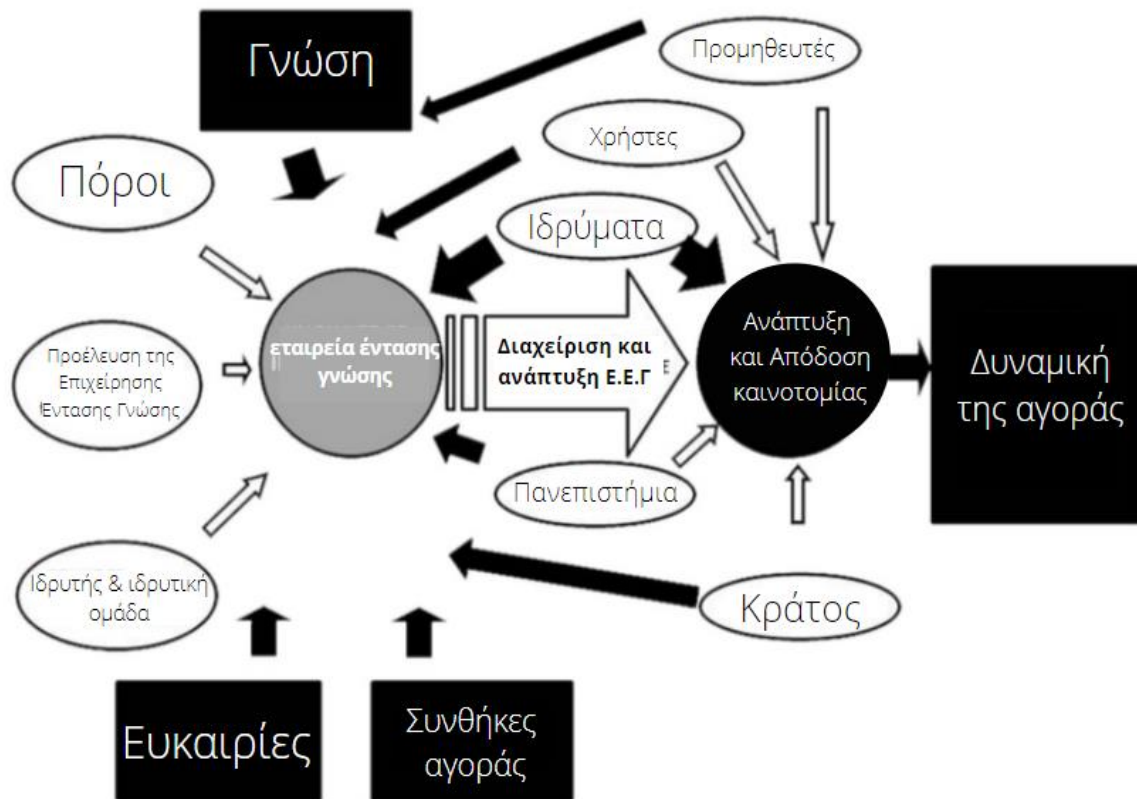 Γνώση
Προμηθευτές
Χρήστες
Πόροι
Ιδρύματα
εταιρεία έντασης
γνώσης
Διαχείριση και
ανάπτυξη Ε.Ε.Γ
Ε
Ανάπτυξη
και Απόδοση
καινοτομίας
Δυναμική
της αγοράς
Προέλευση της
Επιχείρησης
Έντασης Γνώσης
Πανεπιστήμια
Ιδρυτής & ιδρυτική
ομάδα
Κράτος
Ευκαιρίες
Συνθήκες
αγοράς